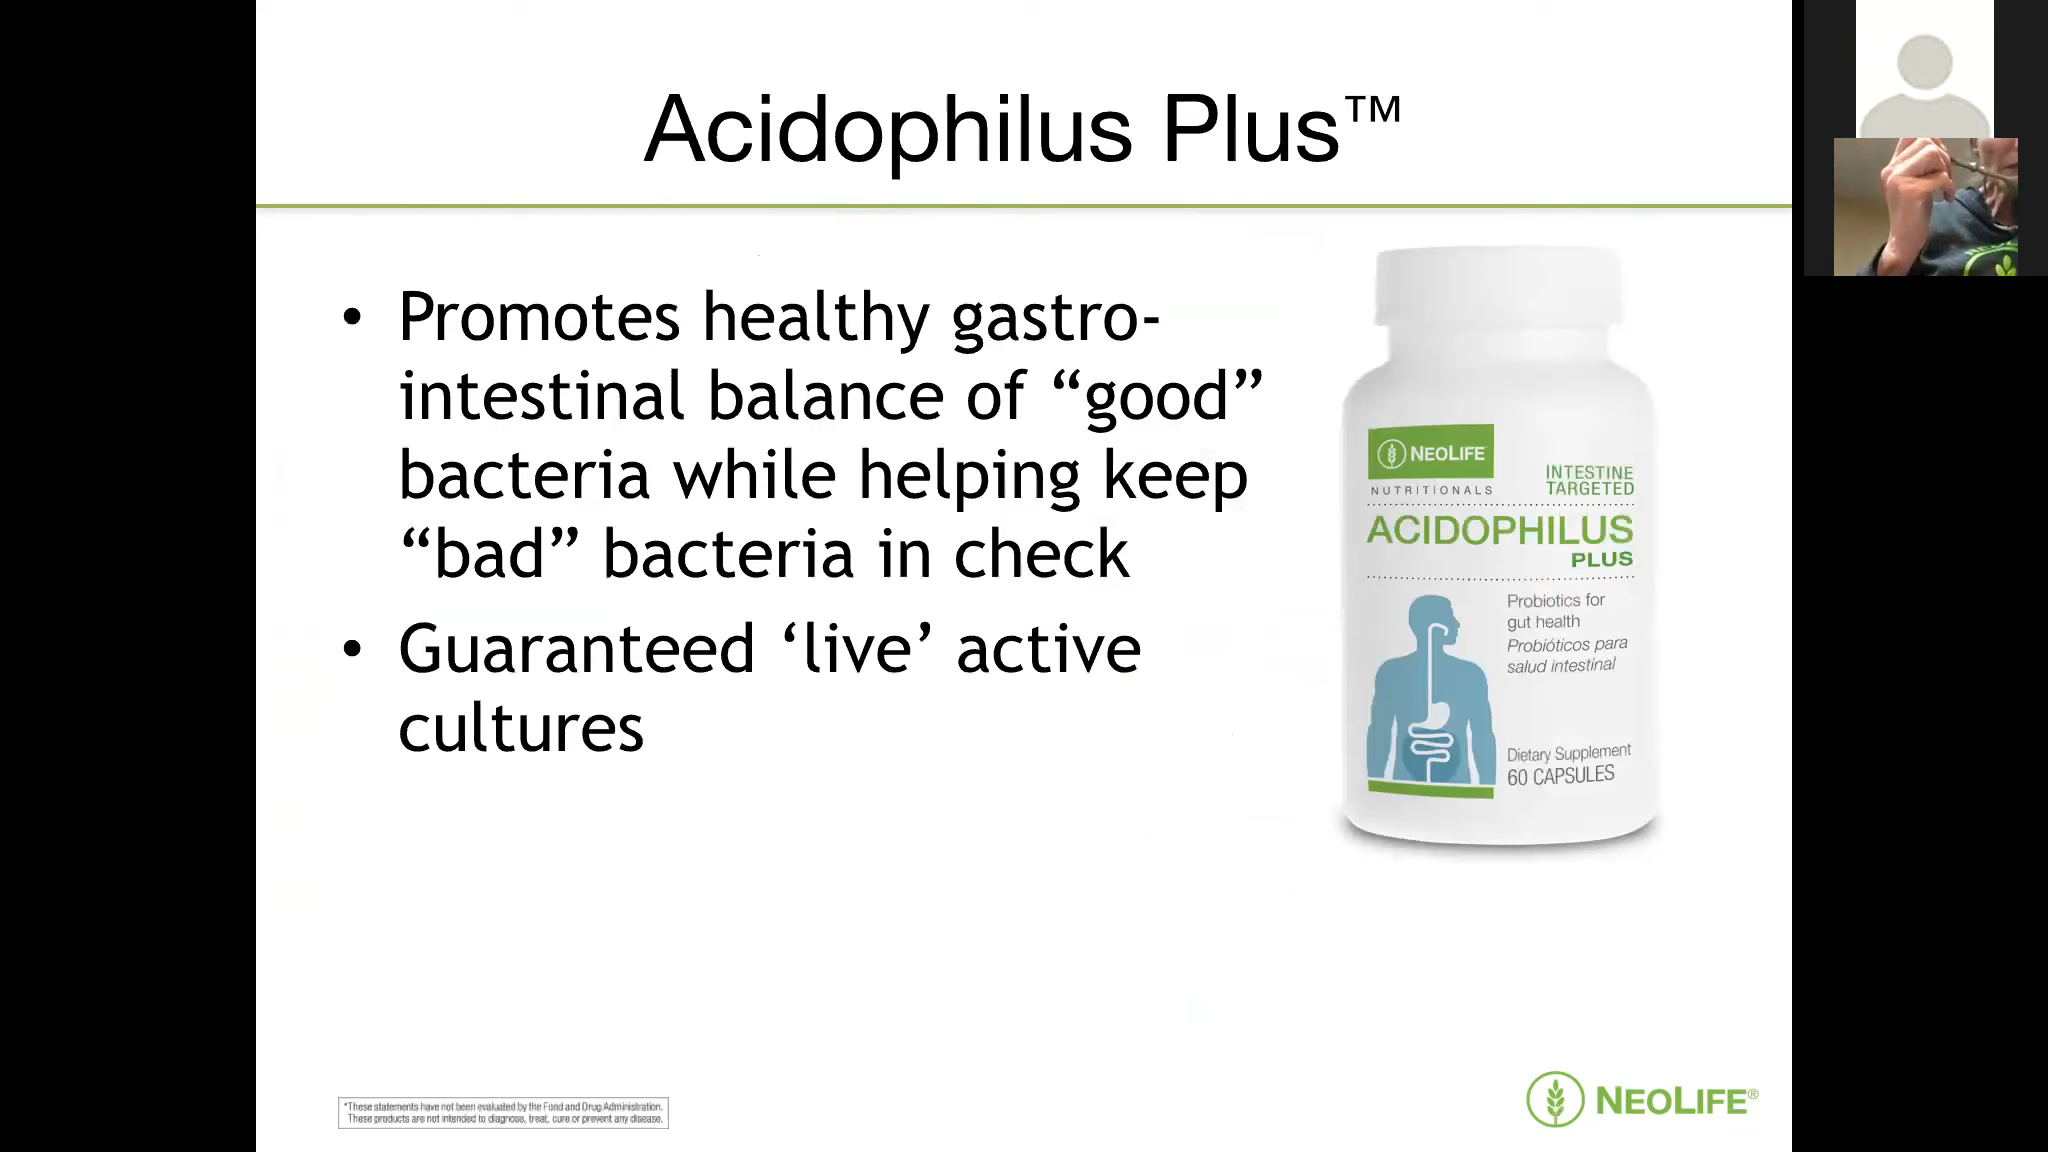 Acidophilus Plus™
• Promotes healthy gastro-
intestinal balance of “good”
bacteria while helping keep
“bad” bacteria in check
• Guaranteed ‘live’ active
cultures
NEOLIFE
NUTRITIONALS
INTESTINE
TARGETED
ACIDOPHILUS
PLUS
Probiotics for
gut health
Probióticos para
salud intestinal
Dietary Supplement
60 CAPSULES
*These statements have not been evaluated by the Food and Drug Administration.
These products are not intended to diagnose, treat, cure or prevent any disease.
NEOLIFE®